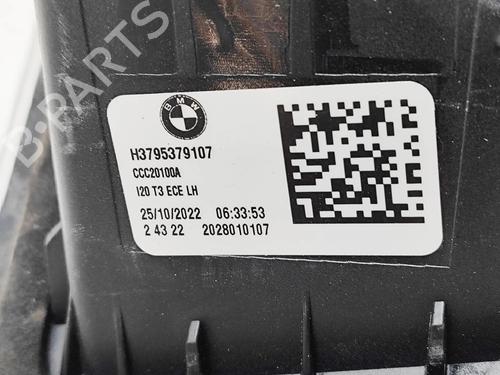 B-PARTS
BMW
H3795379107
CCC20100A
I20 T3 ECE LH
25/10/2022 06:33:53
2 43 22 2028010107